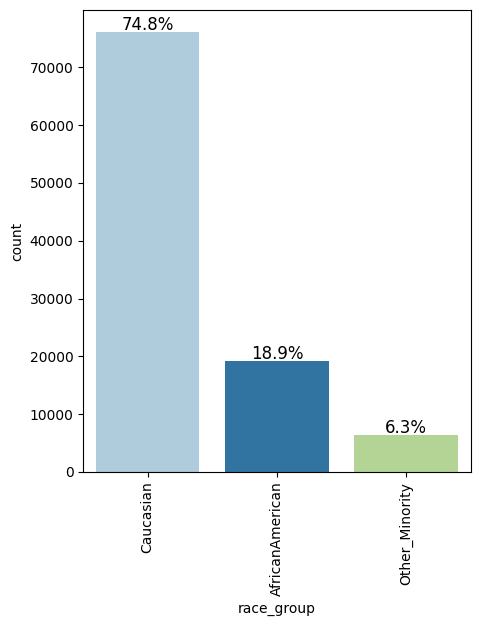 74.8%
70000
60000
50000
count
40000
30000
20000
18.9%
10000
6.3%
0
Caucasian
AfricanAmerican
Other_Minority
race_group